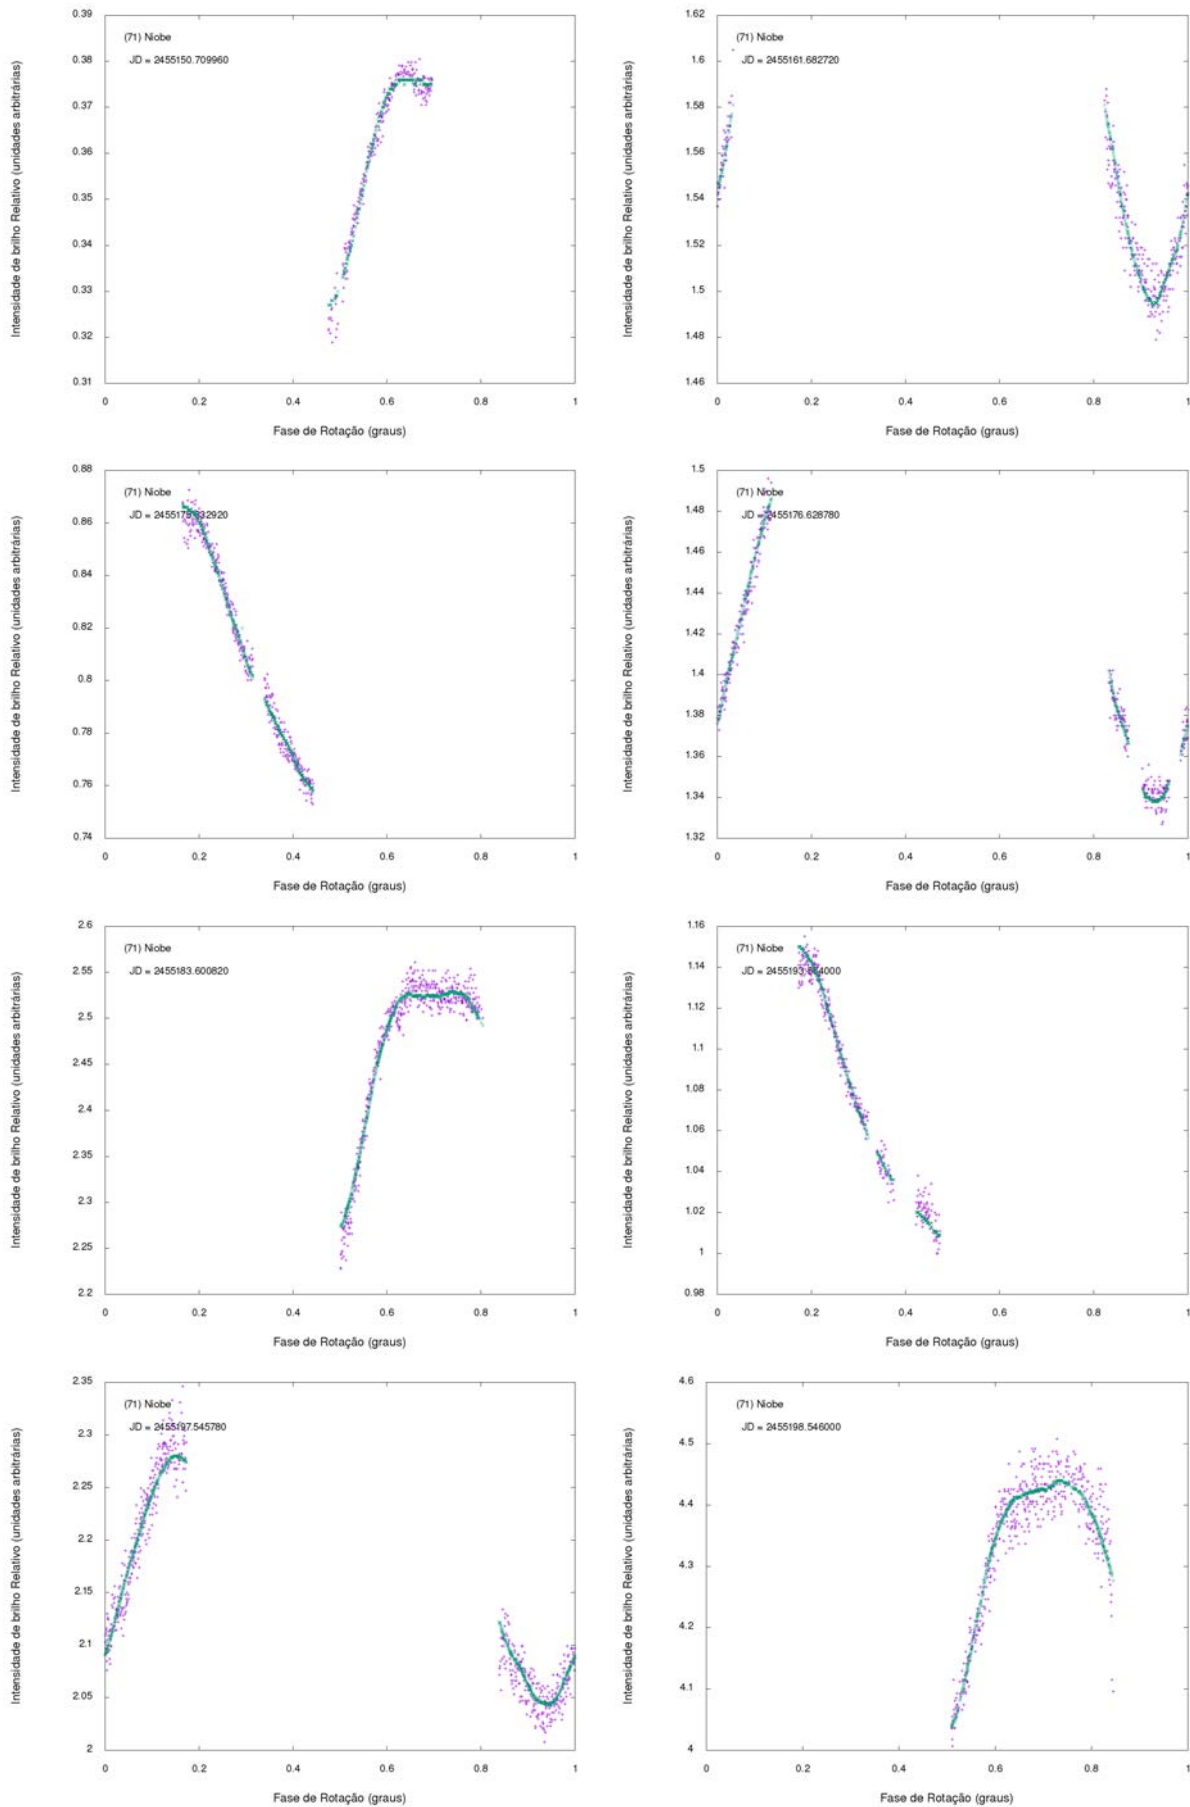 Intensidade de brilho Relativo (unidades arbitrárias)
0.39
0.38
0.37
0.36
0.35
0.34
0.33
0.32
0.31
(71) Niobe
JD = 2455150.709960
0 0.2 0.4 0.6 0.8 1
Fase de Rotação (graus)
Intensidade de brilho Relativo (unidades arbitrárias)
1.62
1.6
1.58
1.56
1.54
1.52
1.5
1.48
1.46
(71) Niobe
JD = 2455161.682720
0 0.2 0.4 0.6 0.8 1
Fase de Rotação (graus)
Intensidade de brilho Relativo (unidades arbitrárias)
0.88
0.86
0.84
0.82
0.8
0.78
0.76
0.74
(71) Niobe
JD =
0 0.2 0.4 0.6 0.8 1
Fase de Rotação (graus)
Intensidade de brilho Relativo (unidades arbitrárias)
1.5
1.48
1.46
1.44
1.42
1.4
1.38
1.36
1.34
1.32
(71) Niobe
JD = 2455176.628780
0 0.2 0.4 0.6 0.8 1
Fase de Rotação (graus)
Intensidade de brilho Relativo (unidades arbitrárias)
2.6
2.55
2.5
2.45
2.4
2.35
2.3
2.25
2.2
(71) Niobe
JD = 2455183.600820
0 0.2 0.4 0.6 0.8 1
Fase de Rotação (graus)
Intensidade de brilho Relativo (unidades arbitrárias)
1.16
1.14
1.12
1.1
1.08
1.06
1.04
1.02
1
0.98
(71) Niobe
JD =
0 0.2 0.4 0.6 0.8 1
Fase de Rotação (graus)
Intensidade de brilho Relativo (unidades arbitrárias)
2.35
2.3
2.25
2.2
2.15
2.1
2.05
2
(71) Niobe
JD = 2455197.545780
0 0.2 0.4 0.6 0.8 1
Fase de Rotação (graus)
Intensidade de brilho Relativo (unidades arbitrárias)
4.6
4.5
4.4
4.3
4.2
4.1
4
(71) Niobe
JD = 2455198.546000
0 0.2 0.4 0.6 0.8 1
Fase de Rotação (graus)